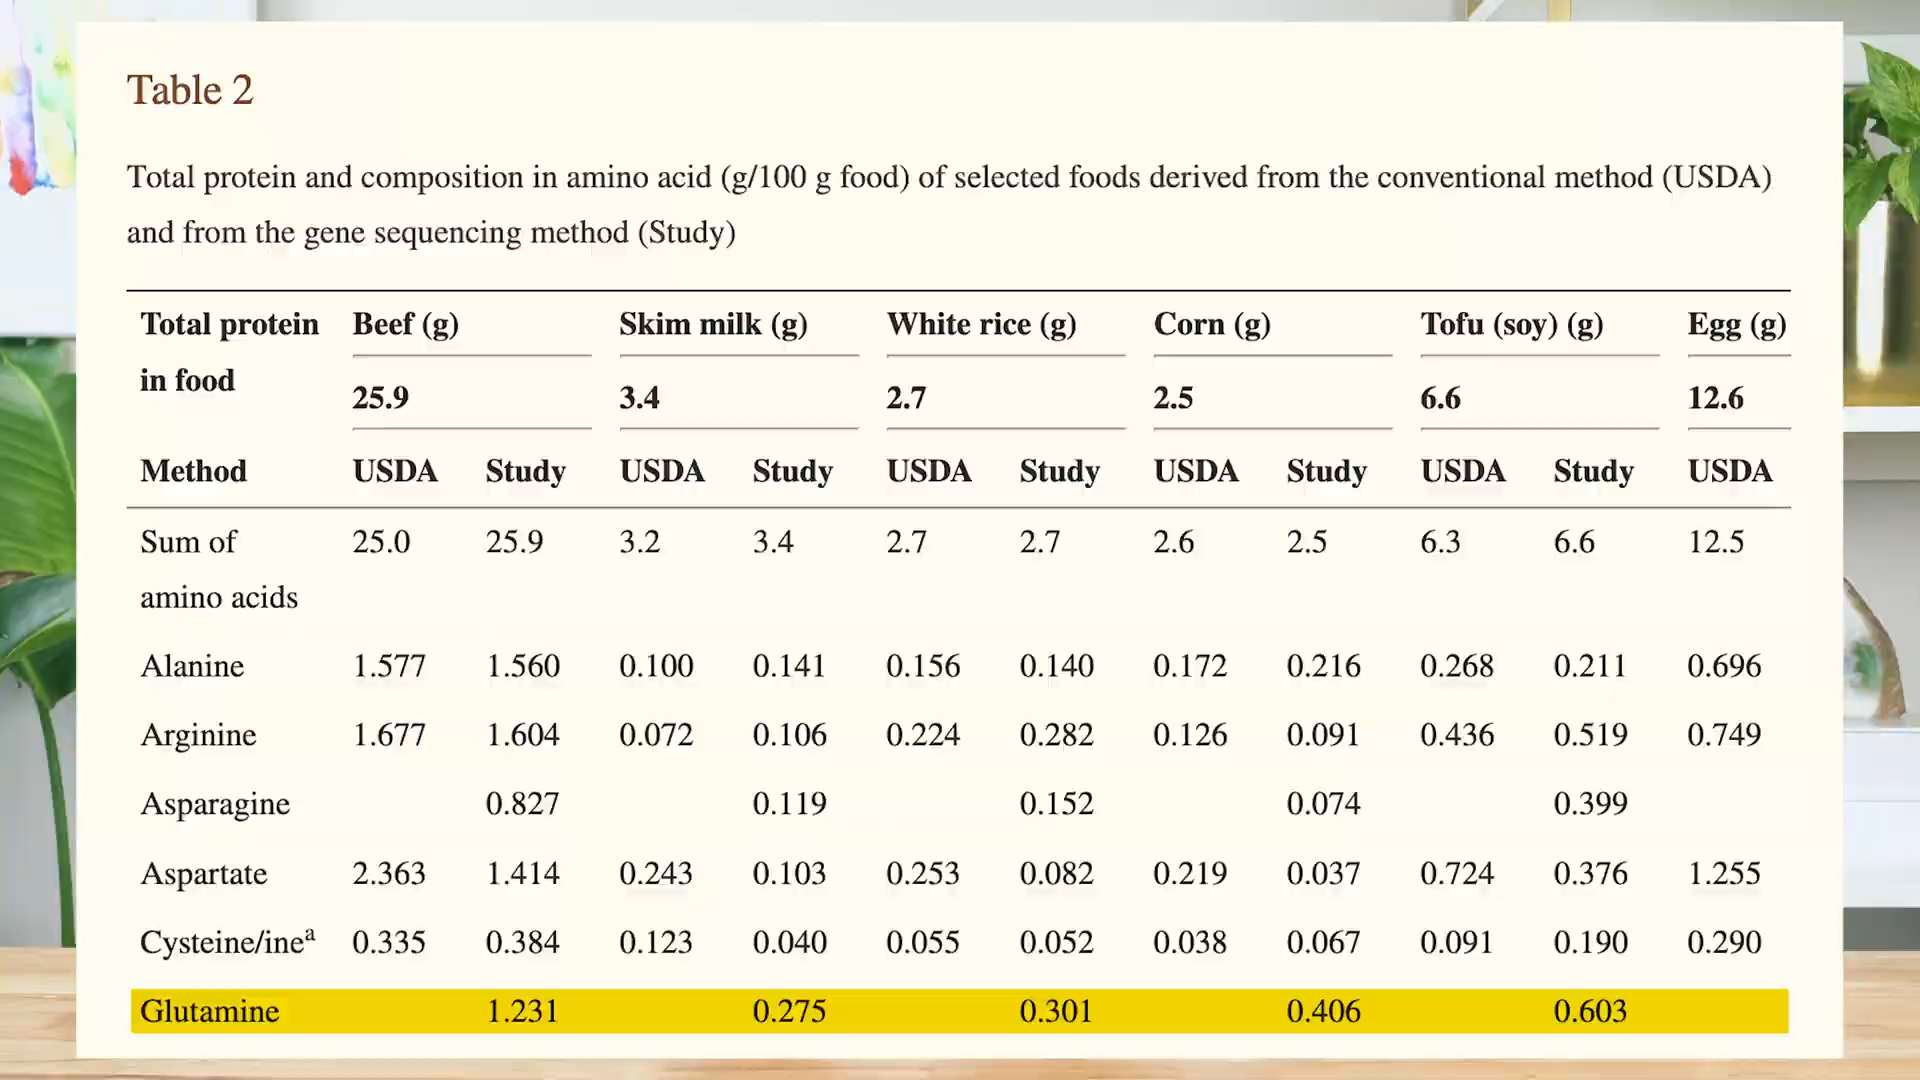 Table 2
Total protein and composition in amino acid (g/100 g food) of selected foods derived from the conventional method (USDA)
and from the gene sequencing method (Study)
Total protein Beef (g) Skim milk (g) White rice (g) Corn (g) Tofu (soy) (g) Egg (g)
in food 25.9 3.4 2.7 2.5 6.6 12.6
Method USDA Study USDA Study USDA Study USDA Study USDA Study USDA
Sum of 25.0 25.9 3.2 3.4 2.7 2.7 2.6 2.5 6.3 6.6 12.5
amino acids
Alanine 1.577 1.560 0.100 0.141 0.156 0.140 0.172 0.216 0.268 0.211 0.696
Arginine 1.677 1.604 0.072 0.106 0.224 0.282 0.126 0.091 0.436 0.519 0.749
Asparagine 0.827 0.119 0.152 0.074 0.399
Aspartate 2.363 1.414 0.243 0.103 0.253 0.082 0.219 0.037 0.724 0.376 1.255
Cysteine/ineª 0.335 0.384 0.123 0.040 0.055 0.052 0.038 0.067 0.091 0.190 0.290
Glutamine 1.231 0.275 0.301 0.406 0.603